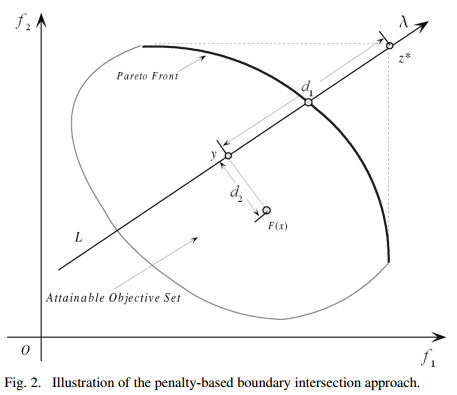 f₂
λ
z*
Pareto Front
d₁
y
d₂
F(x)
L
Attainable Objective Set
O
f₁
Fig. 2. Illustration of the penalty-based boundary intersection approach.